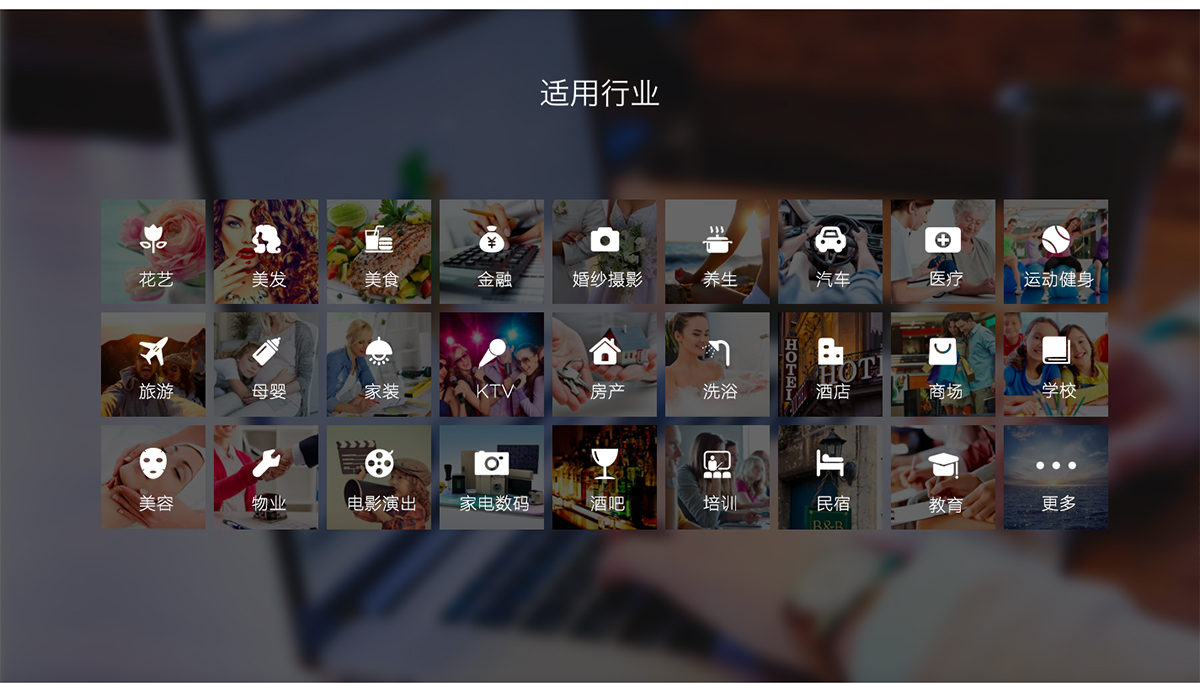 适用行业
花艺 美发 美食 金融 婚纱摄影 养生 汽车 医疗 运动健身
HOTEL HOTE
旅游 母婴 家装 KTV 房产 洗浴 酒店 商场 学校
美容 物业 电影演出 家电数码 酒吧 培训 民宿 教育 更多
B&B